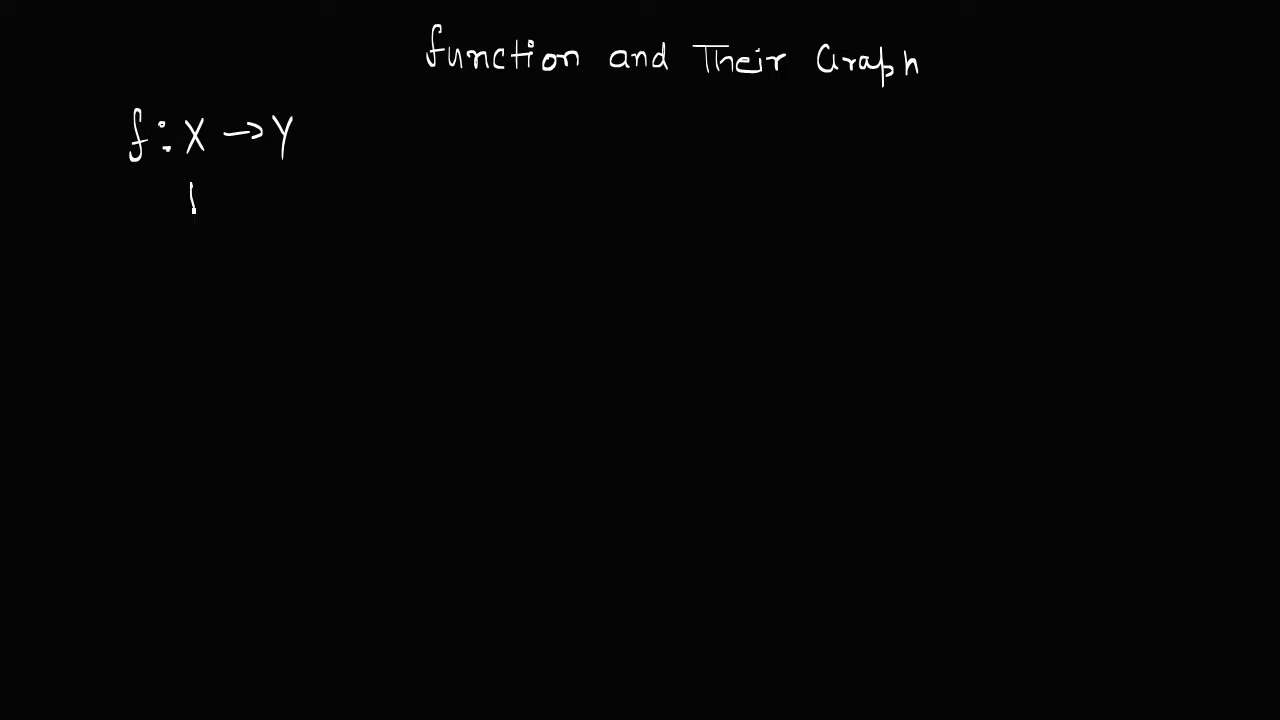 function and Their Graph
f: X → Y